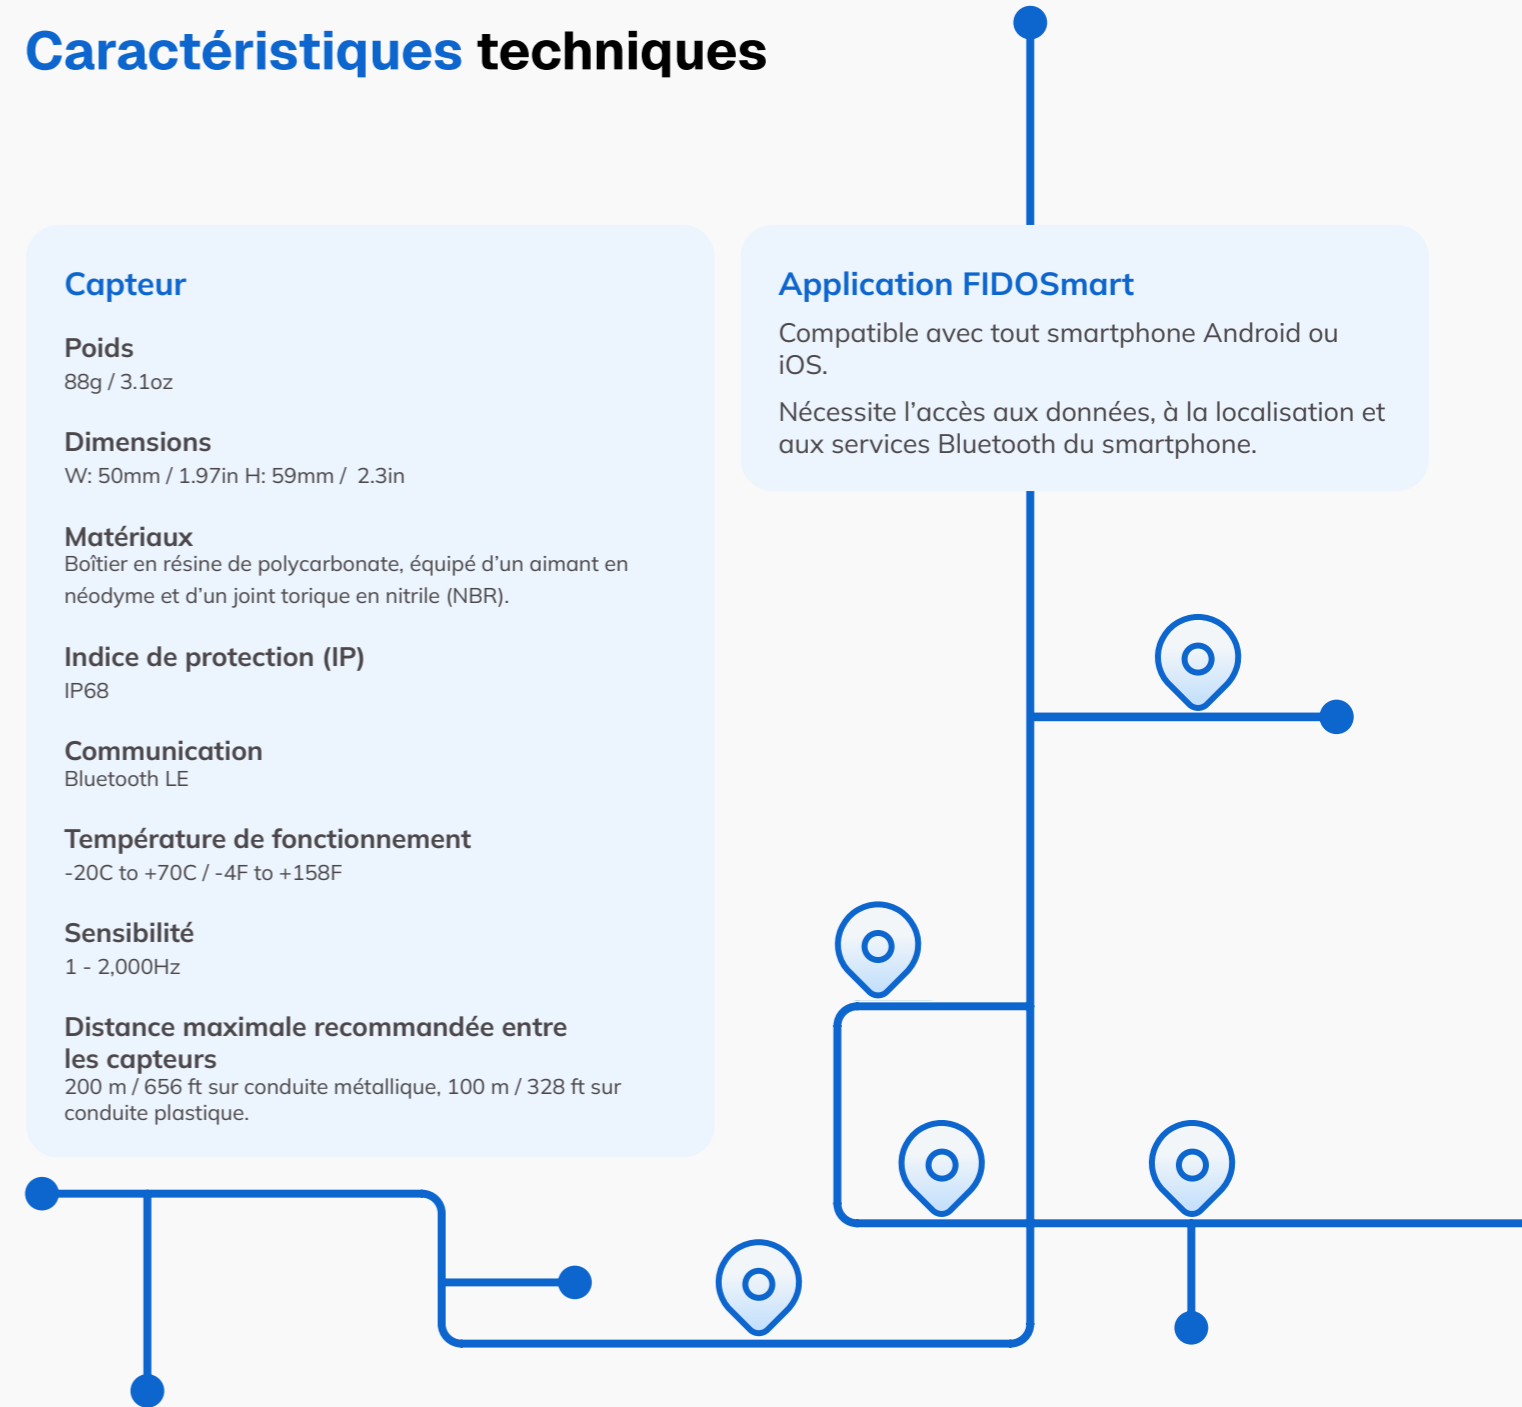 Caractéristiques techniques
Capteur
Poids
88g / 3.1oz
Dimensions
W: 50mm / 1.97in H: 59mm /  2.3in
Matériaux
Boîtier en résine de polycarbonate, équipé d’un aimant en
néodyme et d’un joint torique en nitrile (NBR).
Indice de protection (IP)
IP68
Communication
Bluetooth LE
Température de fonctionnement
-20C to +70C / -4F to +158F
Sensibilité
1 - 2,000Hz
Distance maximale recommandée entre
les capteurs
200 m / 656 ft sur conduite métallique, 100 m / 328 ft sur
conduite plastique.
Application FIDOSmart
Compatible avec tout smartphone Android ou
iOS.
Nécessite l’accès aux données, à la localisation et
aux services Bluetooth du smartphone.